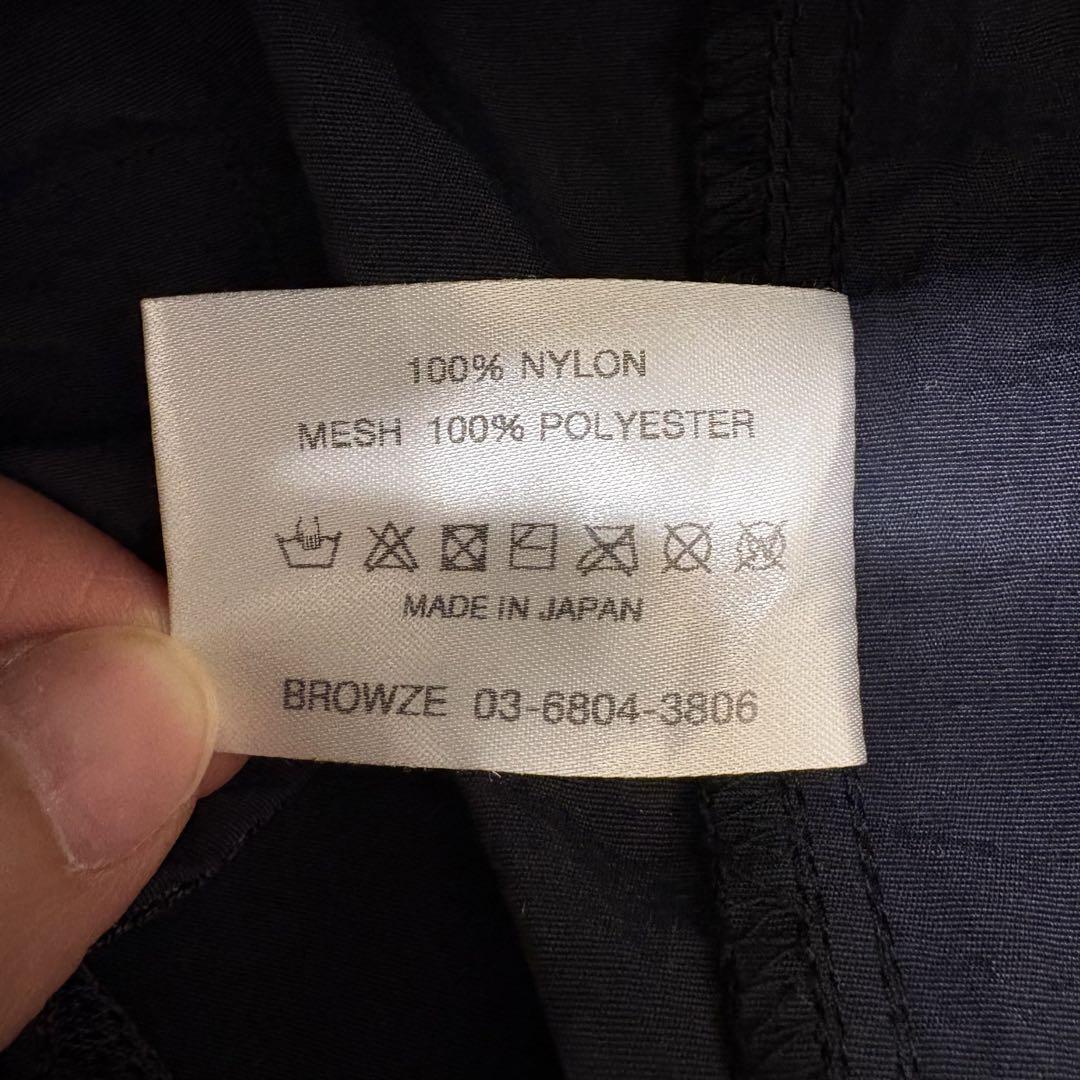 100% NYLON
MESH 100% POLYESTER
MADE IN JAPAN
BROWZE 03-6804-3806